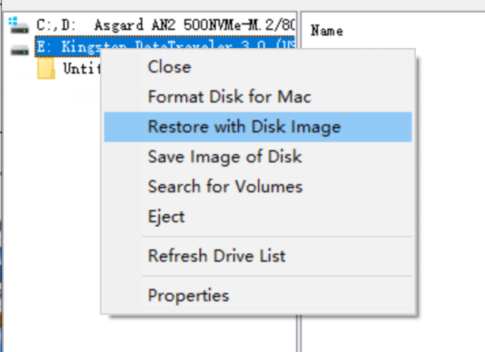 C:,D: Asgard AN2 500NVMe-M.2/80
Name
E: Kingston DataTraveler 3.0 (US
Untit
Close
Format Disk for Mac
Restore with Disk Image
Save Image of Disk
Search for Volumes
Eject
Refresh Drive List
Properties